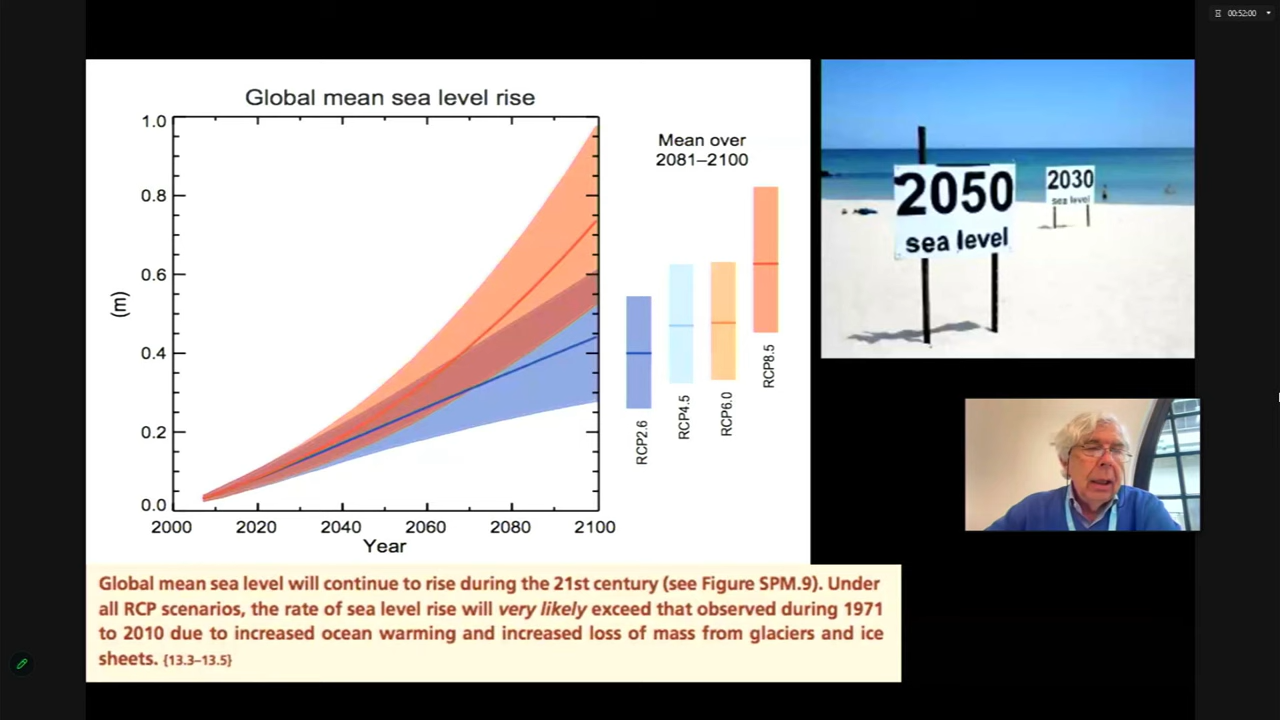 00:52:00
Global mean sea level rise
1.0
0.8
0.6
0.4
0.2
0.0
(m)
2000 2020 2040 2060 2080 2100
Year
Mean over
2081–2100
RCP2.6
RCP4.5
RCP6.0
RCP8.5
2050
sea level
2030
sea level
Global mean sea level will continue to rise during the 21st century (see Figure SPM.9). Under
all RCP scenarios, the rate of sea level rise will very likely exceed that observed during 1971
to 2010 due to increased ocean warming and increased loss of mass from glaciers and ice
sheets. {13.3–13.5}